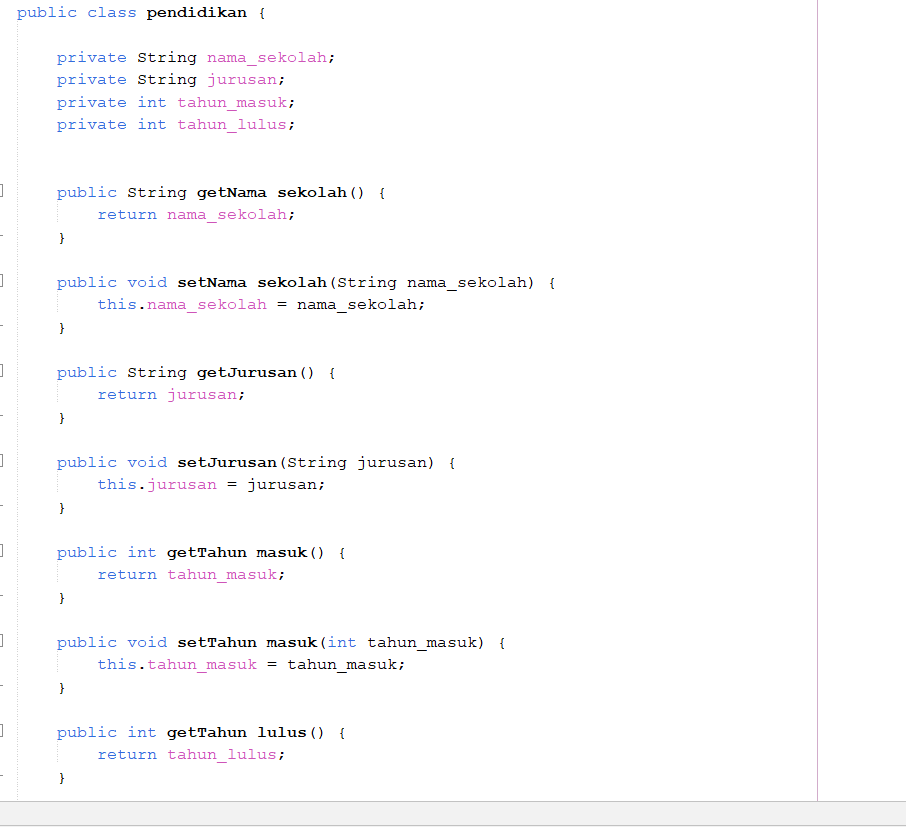 public class pendidikan {
private String nama_sekolah;
private String jurusan;
private int tahun_masuk;
private int tahun_lulus;
public String getNama sekolah() {
return nama_sekolah;
}
public void setNama sekolah(String nama_sekolah) {
this.nama_sekolah = nama_sekolah;
}
public String getJurusan() {
return jurusan;
}
public void setJurusan(String jurusan) {
this.jurusan = jurusan;
}
public int getTahun masuk() {
return tahun_masuk;
}
public void setTahun masuk(int tahun_masuk) {
this.tahun_masuk = tahun_masuk;
}
public int getTahun lulus() {
return tahun_lulus;
}